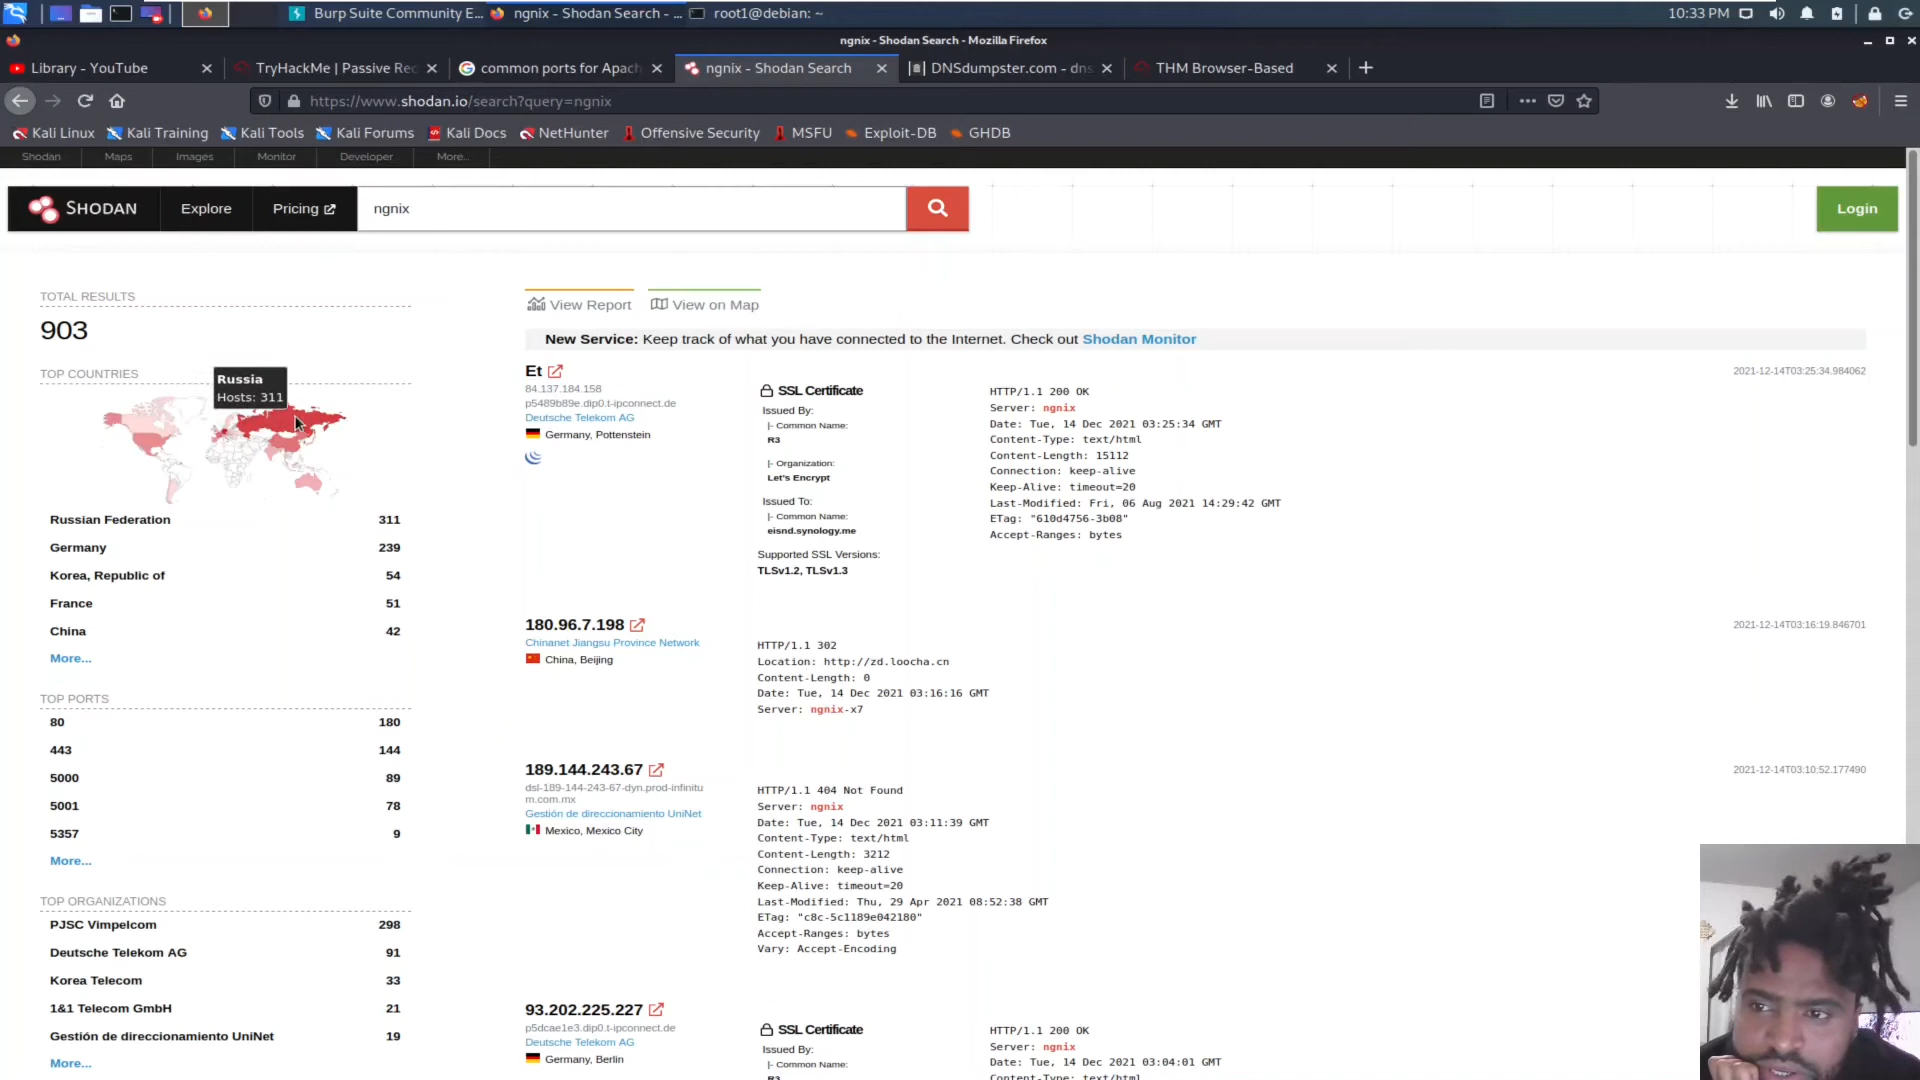 Burp Suite Community E...
ngnix - Shodan Search - ...
root1@debian: ~
10:33 PM
ngnix - Shodan Search - Mozilla Firefox
Library - YouTube
TryHackMe | Passive Rec
common ports for Apach
ngnix - Shodan Search
DNSdumpster.com - dns
THM Browser-Based
https://www.shodan.io/search?query=ngnix
Kali Linux
Kali Training
Kali Tools
Kali Forums
Kali Docs
NetHunter
Offensive Security
MSFU
Exploit-DB
GHDB
Shodan
Maps
Images
Monitor
Developer
More...
SHODAN
Explore
Pricing
ngnix
Login
TOTAL RESULTS
903
TOP COUNTRIES
Russia
Hosts: 311
Russian Federation 311
Germany 239
Korea, Republic of 54
France 51
China 42
More...
TOP PORTS
80 180
443 144
5000 89
5001 78
5357 9
More...
TOP ORGANIZATIONS
PJSC Vimpelcom 298
Deutsche Telekom AG 91
Korea Telecom 33
1&1 Telecom GmbH 21
Gestión de direccionamiento UniNet 19
More...
View Report
View on Map
New Service: Keep track of what you have connected to the Internet. Check out Shodan Monitor
Et
84.137.184.158
p5489b89e.dip0.t-ipconnect.de
Deutsche Telekom AG
Germany, Pottenstein
SSL Certificate
Issued By:
|- Common Name:
R3
|- Organization:
Let's Encrypt
Issued To:
|- Common Name:
eisnd.synology.me
Supported SSL Versions:
TLSv1.2, TLSv1.3
HTTP/1.1 200 OK
Server: ngnix
Date: Tue, 14 Dec 2021 03:25:34 GMT
Content-Type: text/html
Content-Length: 15112
Connection: keep-alive
Keep-Alive: timeout=20
Last-Modified: Fri, 06 Aug 2021 14:29:42 GMT
ETag: "610d4756-3b08"
Accept-Ranges: bytes
2021-12-14T03:25:34.984062
180.96.7.198
Chinanet Jiangsu Province Network
China, Beijing
HTTP/1.1 302
Location: http://zd.loocha.cn
Content-Length: 0
Date: Tue, 14 Dec 2021 03:16:16 GMT
Server: ngnix-x7
2021-12-14T03:16:19.846701
189.144.243.67
dsl-189-144-243-67-dyn.prod-infinitu
m.com.mx
Gestión de direccionamiento UniNet
Mexico, Mexico City
HTTP/1.1 404 Not Found
Server: ngnix
Date: Tue, 14 Dec 2021 03:11:39 GMT
Content-Type: text/html
Content-Length: 3212
Connection: keep-alive
Keep-Alive: timeout=20
Last-Modified: Thu, 29 Apr 2021 08:52:38 GMT
ETag: "c8c-5c1189e042180"
Accept-Ranges: bytes
Vary: Accept-Encoding
2021-12-14T03:10:52.177490
93.202.225.227
p5dcae1e3.dip0.t-ipconnect.de
Deutsche Telekom AG
Germany, Berlin
SSL Certificate
Issued By:
|- Common Name:
R3
HTTP/1.1 200 OK
Server: ngnix
Date: Tue, 14 Dec 2021 03:04:01 GMT
Content-Type: text/html